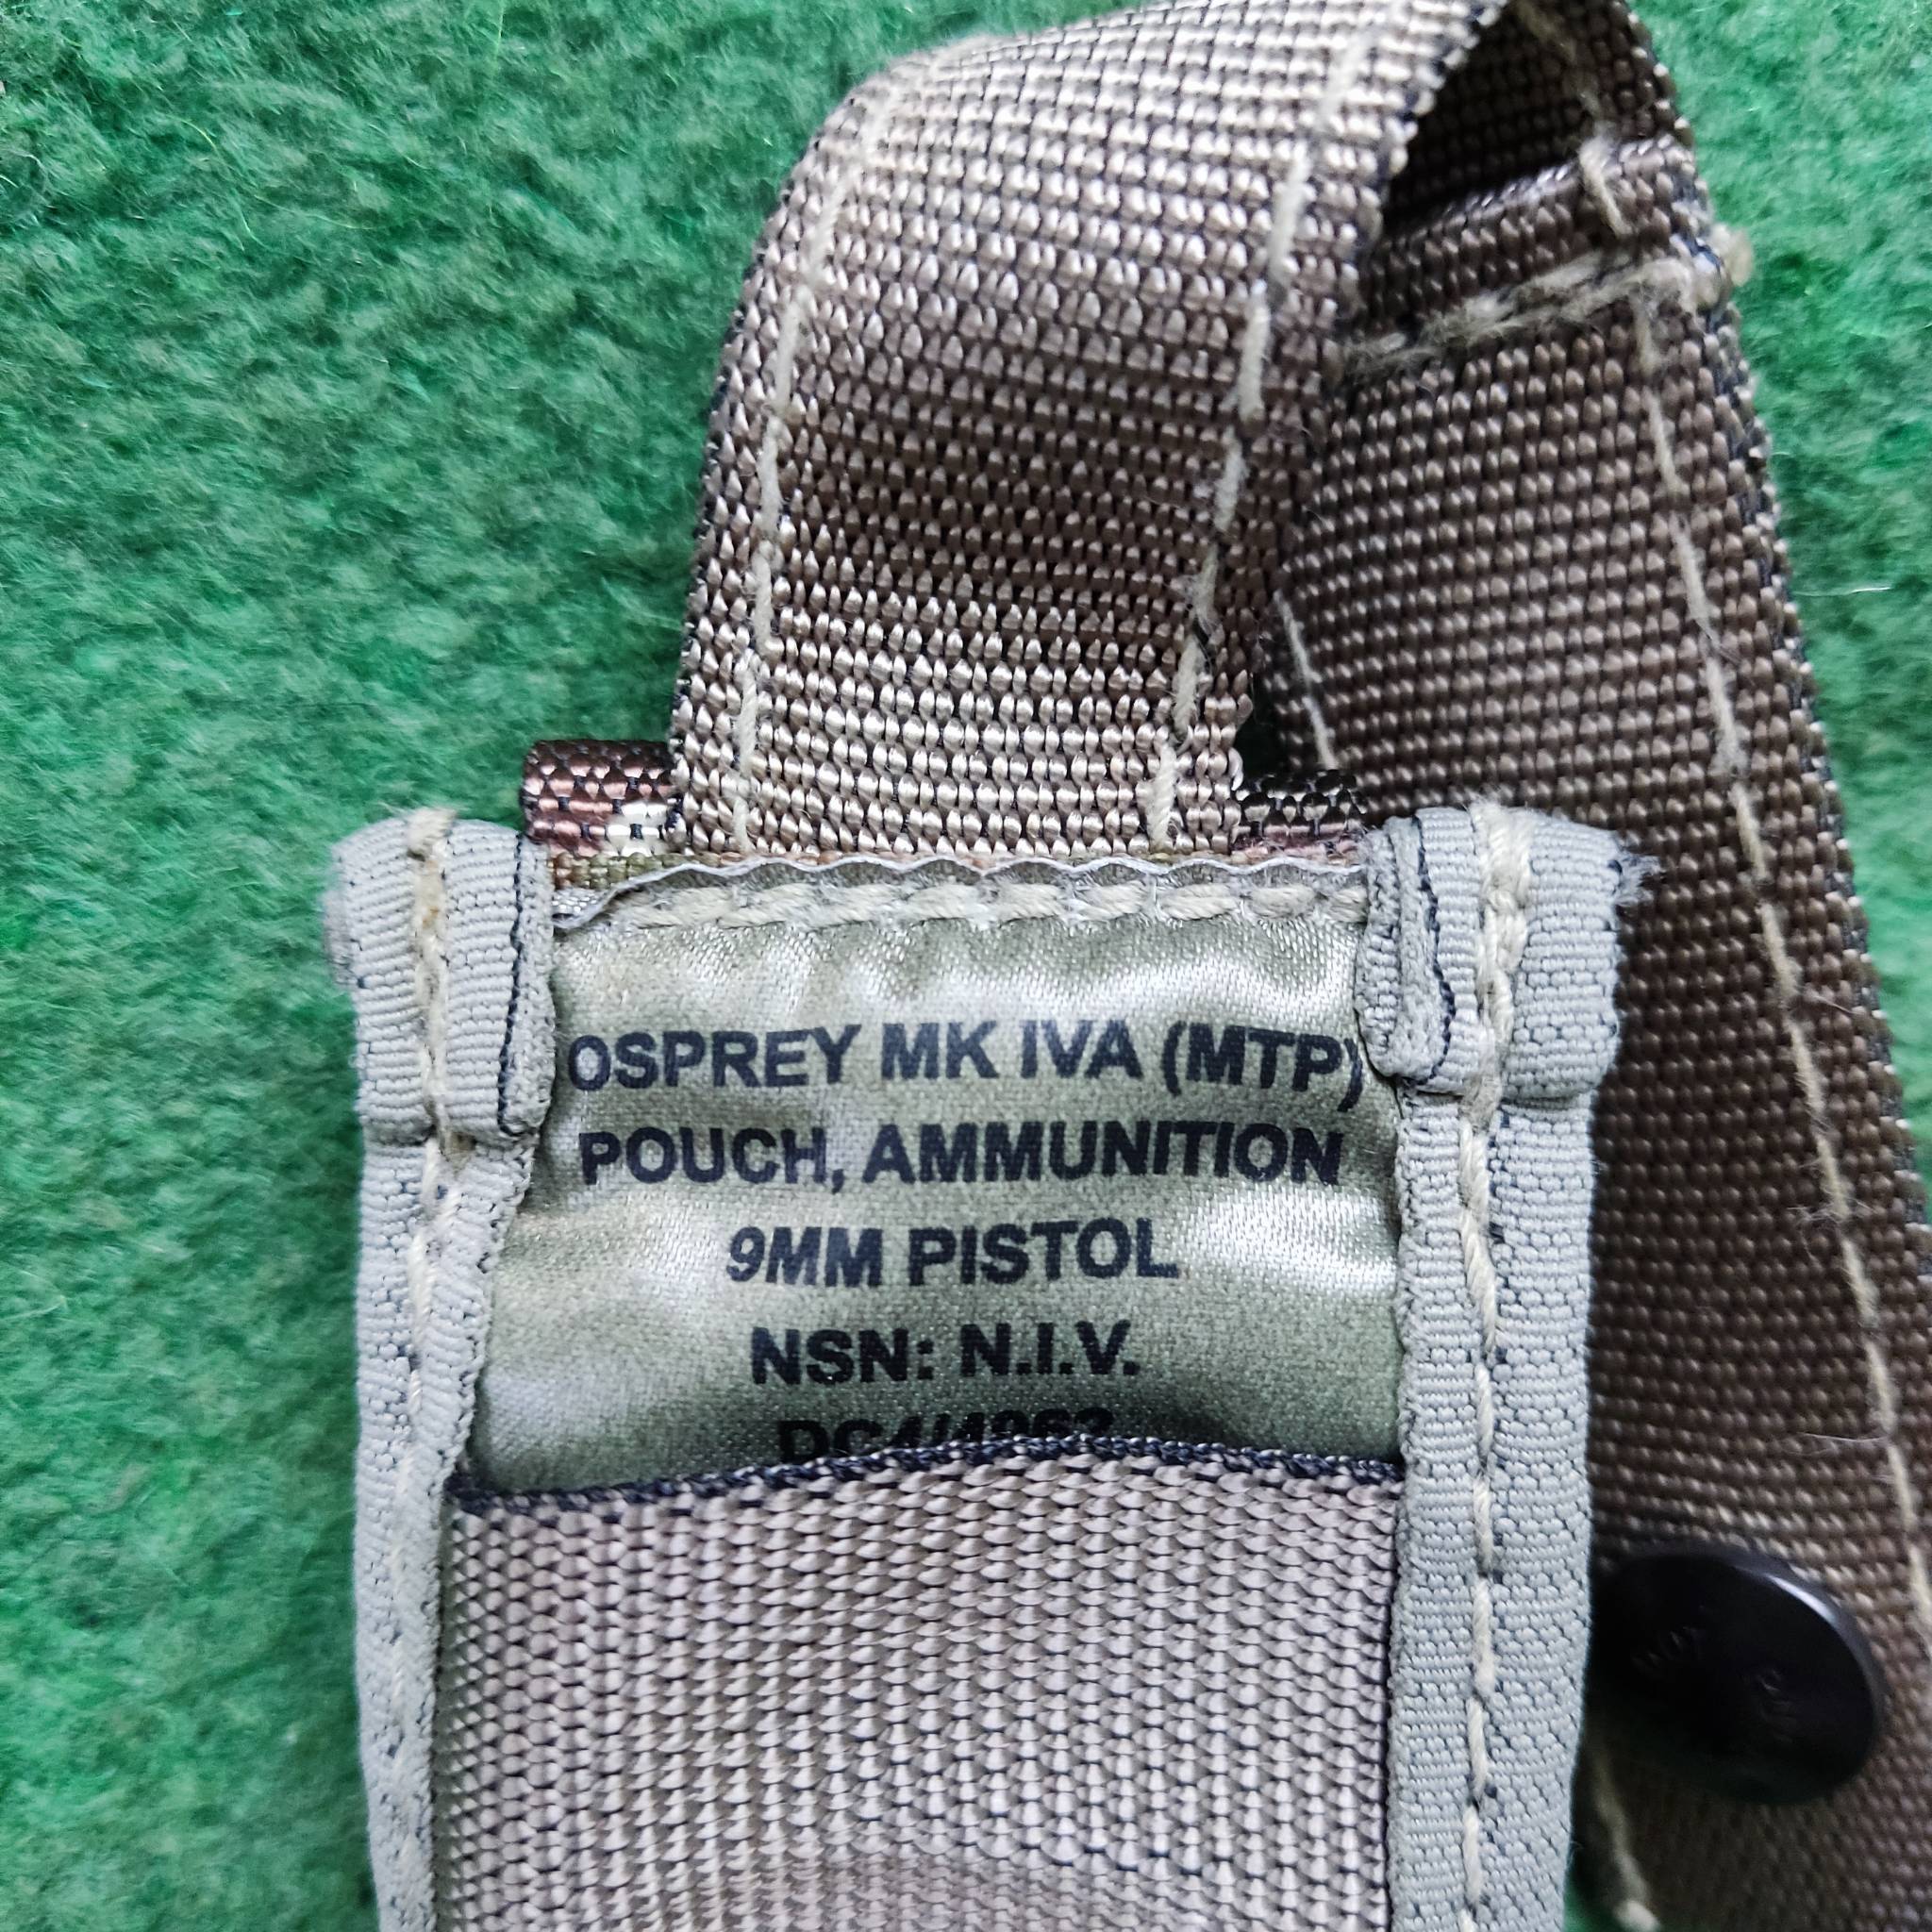 OSPREY MK IVA (MTP)
POUCH, AMMUNITION
9MM PISTOL
NSN: N.I.V.